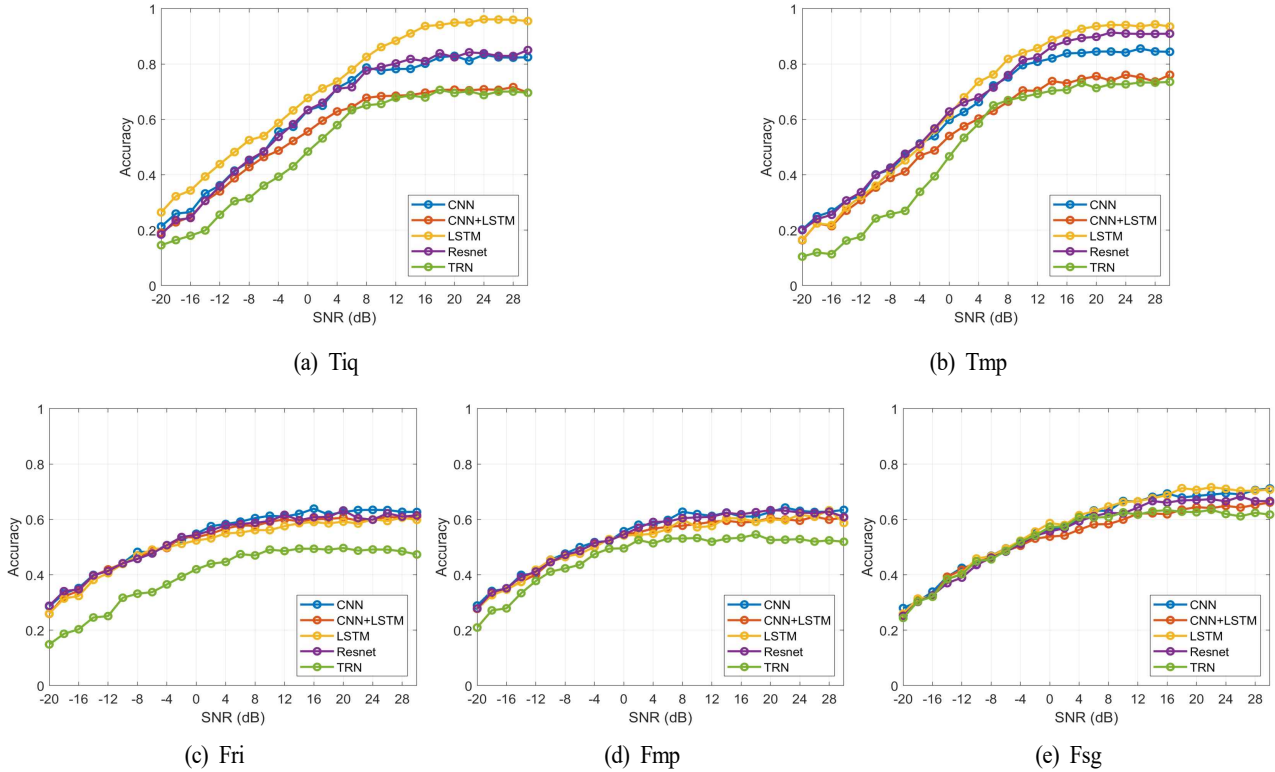 1
0.8
0.6
0.4
0.2
0
Accuracy
-20 -16 -12 -8 -4 0 4 8 12 16 20 24 28
SNR (dB)
CNN
CNN+LSTM
LSTM
Resnet
TRN
(a) Tiq
1
0.8
0.6
0.4
0.2
0
Accuracy
-20 -16 -12 -8 -4 0 4 8 12 16 20 24 28
SNR (dB)
CNN
CNN+LSTM
LSTM
Resnet
TRN
(b) Tmp
1
0.8
0.6
0.4
0.2
0
Accuracy
-20 -16 -12 -8 -4 0 4 8 12 16 20 24 28
SNR (dB)
CNN
CNN+LSTM
LSTM
Resnet
TRN
(c) Fri
1
0.8
0.6
0.4
0.2
0
Accuracy
-20 -16 -12 -8 -4 0 4 8 12 16 20 24 28
SNR (dB)
CNN
CNN+LSTM
LSTM
Resnet
TRN
(d) Fmp
1
0.8
0.6
0.4
0.2
0
Accuracy
-20 -16 -12 -8 -4 0 4 8 12 16 20 24 28
SNR (dB)
CNN
CNN+LSTM
LSTM
Resnet
TRN
(e) Fsg